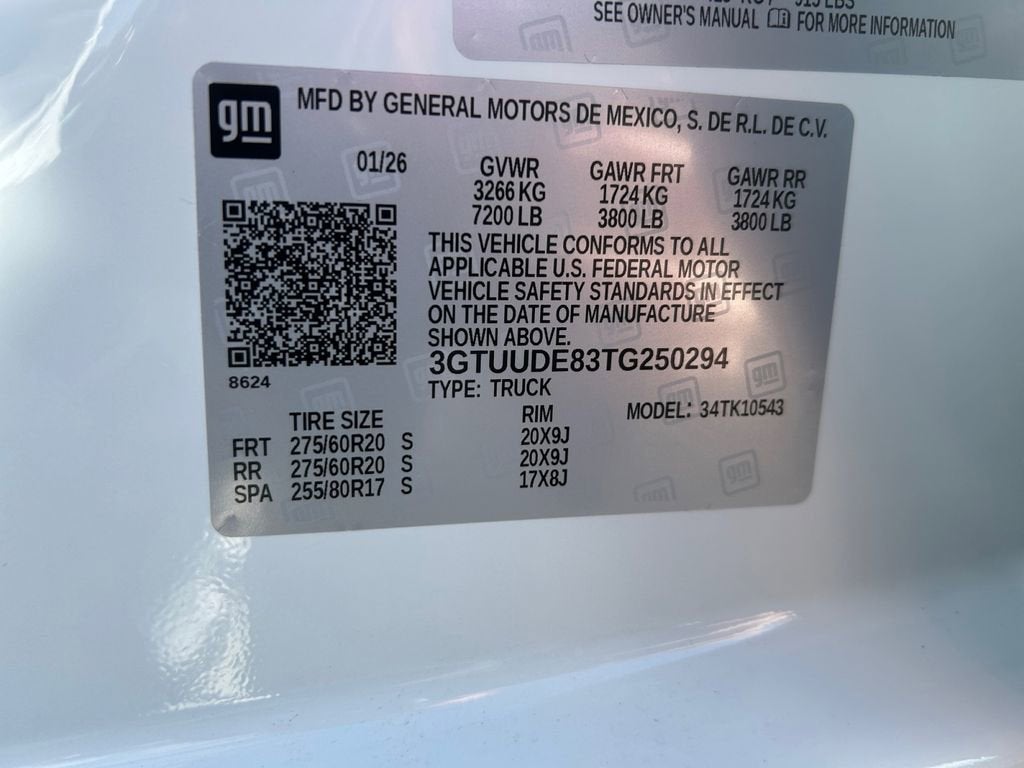 SEE OWNER'S MANUAL FOR MORE INFORMATION
gm MFD BY GENERAL MOTORS DE MEXICO, S. DE R.L. DE C.V.
01/26 GVWR GAWR FRT GAWR RR
3266 KG 1724 KG 1724 KG
7200 LB 3800 LB 3800 LB
THIS VEHICLE CONFORMS TO ALL
APPLICABLE U.S. FEDERAL MOTOR
VEHICLE SAFETY STANDARDS IN EFFECT
ON THE DATE OF MANUFACTURE
SHOWN ABOVE.
3GTUUDE83TG250294
8624
TYPE: TRUCK
MODEL: 34TK10543
TIRE SIZE RIM
FRT 275/60R20 S 20X9J
RR 275/60R20 S 20X9J
SPA 255/80R17 S 17X8J